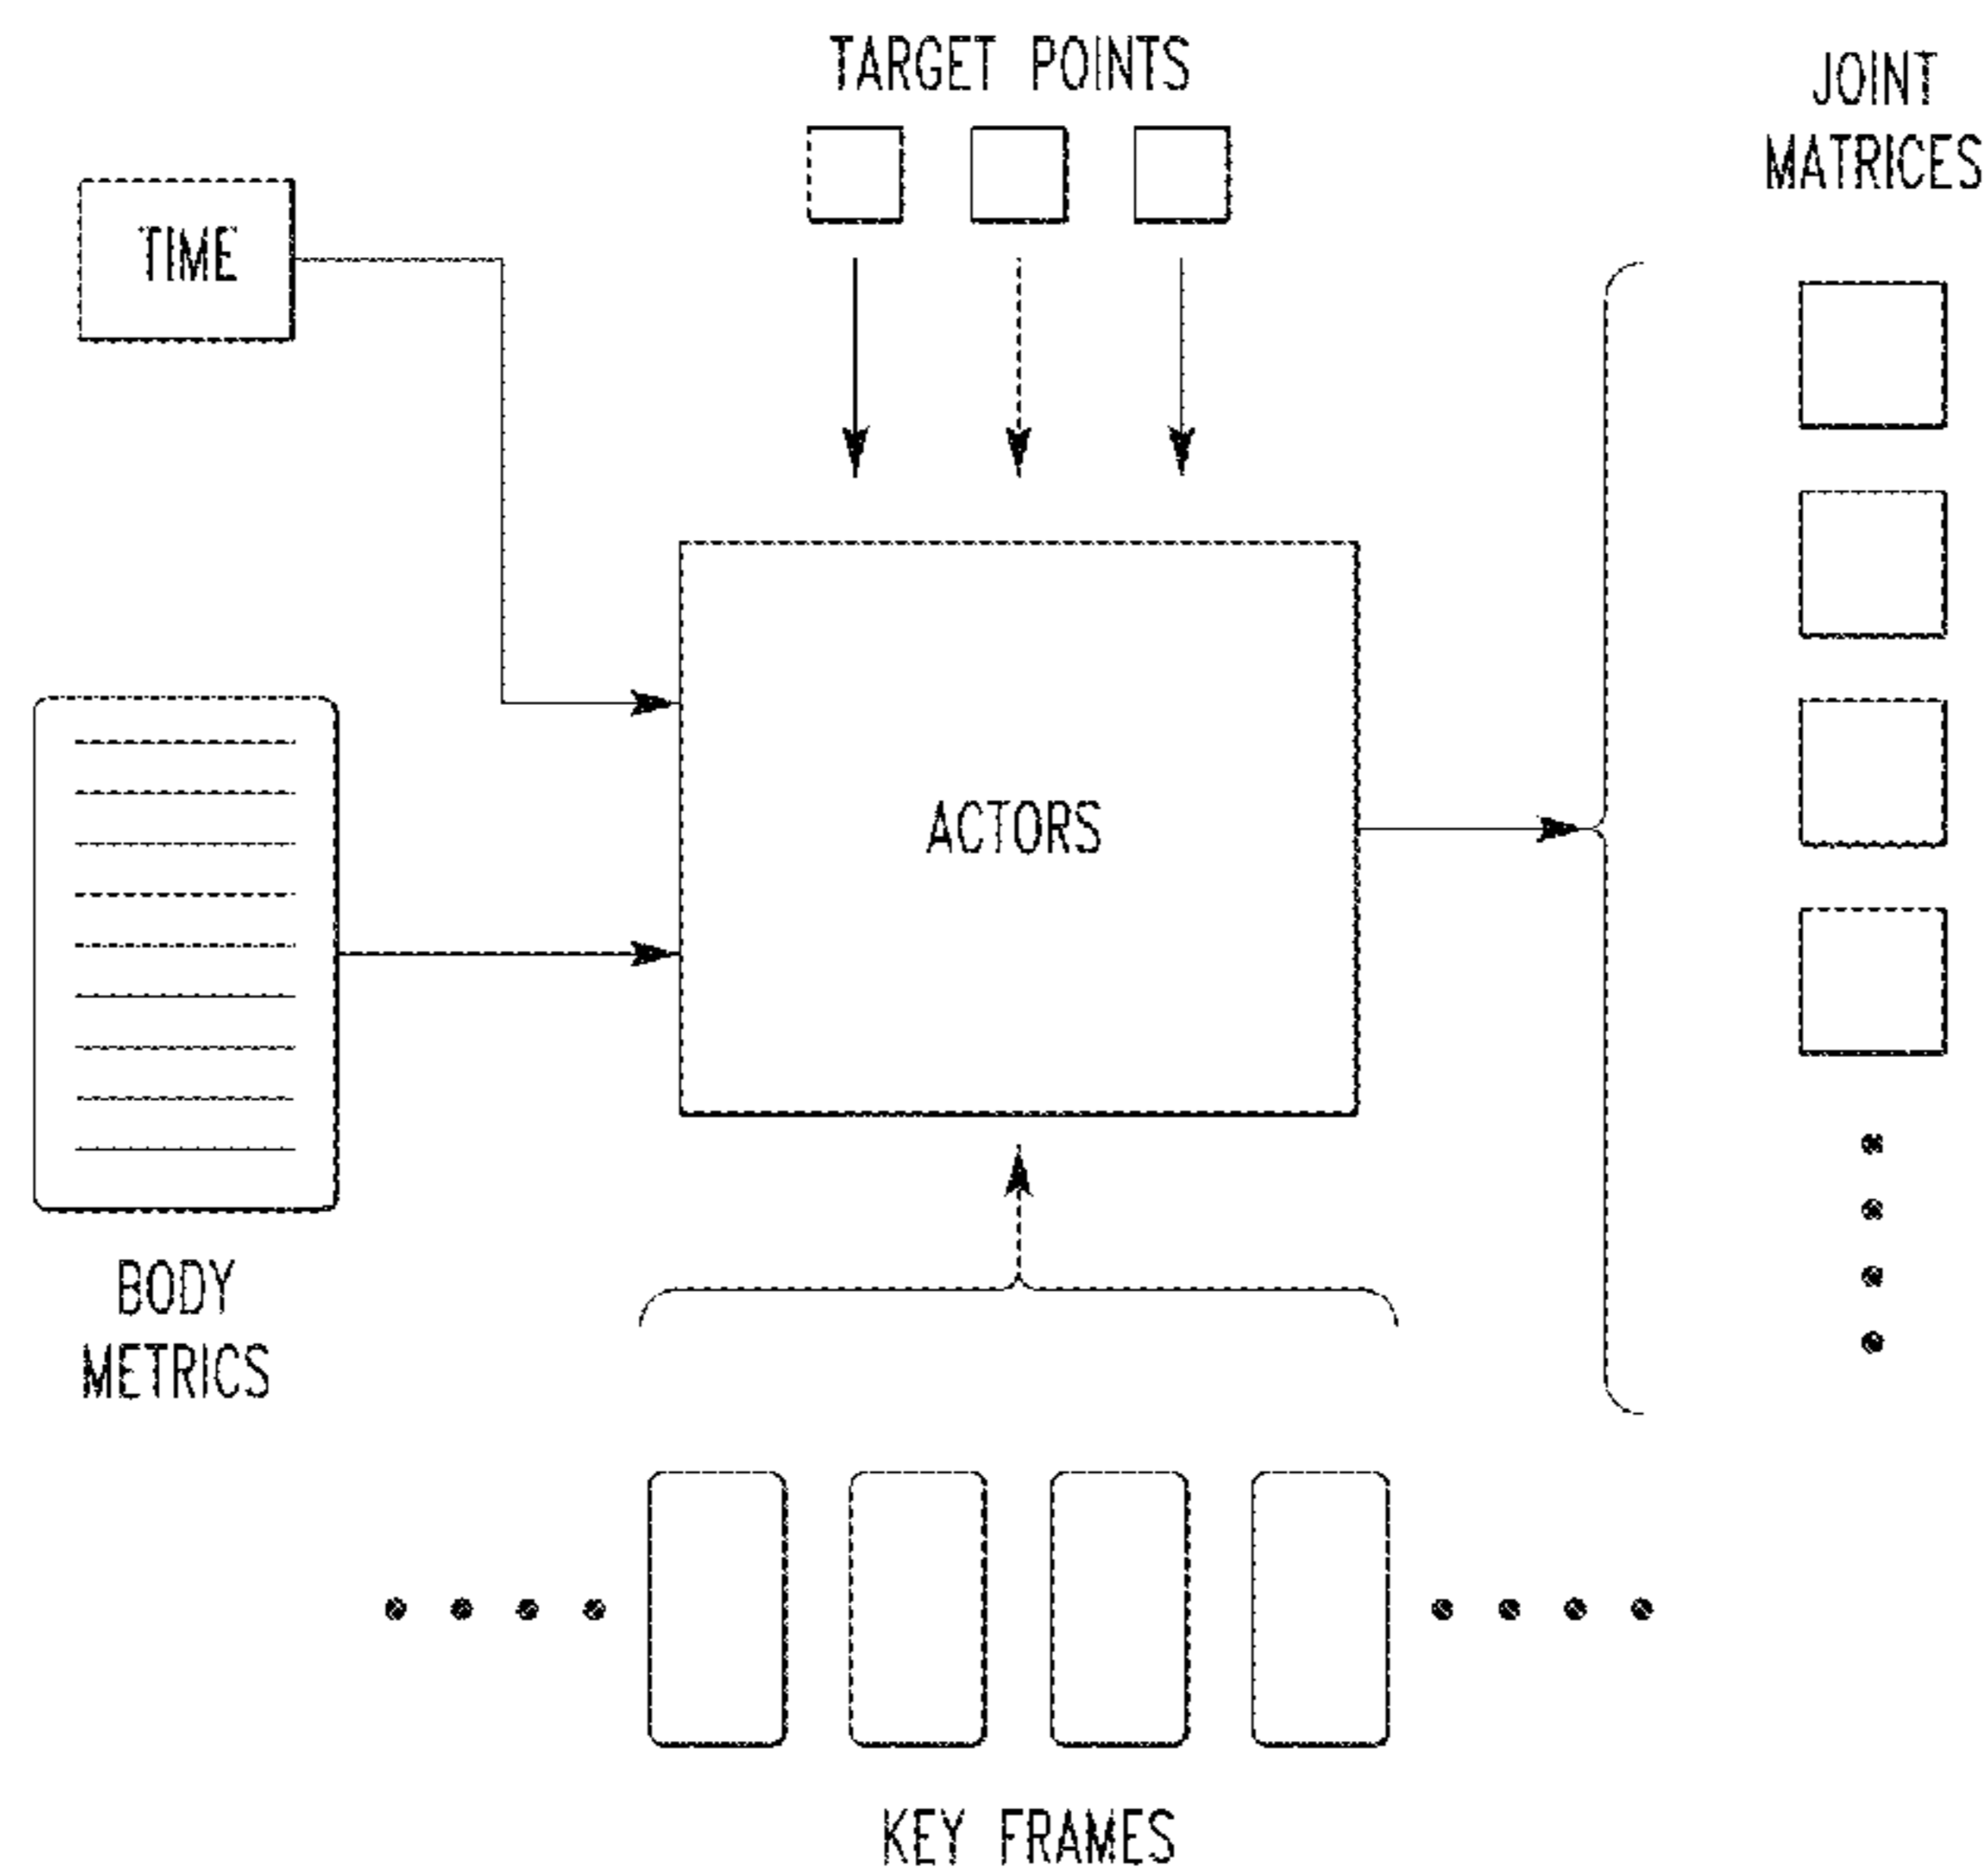 TARGET POINTS
JOINT
MATRICES
TIME
ACTORS
BODY
METRICS
KEY FRAMES